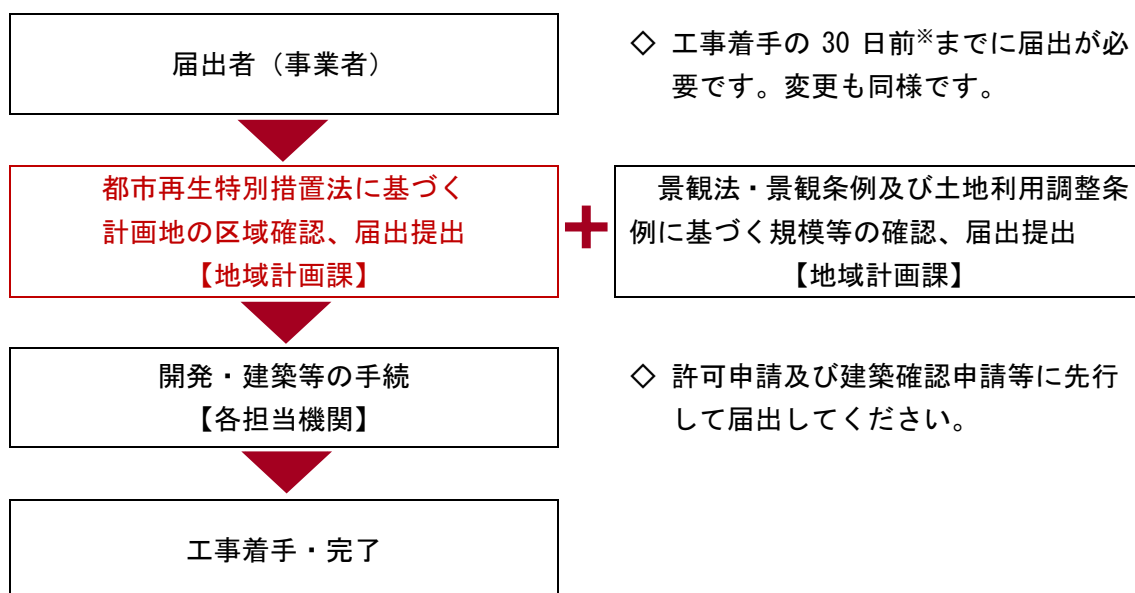 届出者（事業者）
◇ 工事着手の 30 日前※までに届出が必
要です。変更も同様です。
都市再生特別措置法に基づく
計画地の区域確認、届出提出
【地域計画課】
景観法・景観条例及び土地利用調整条
例に基づく規模等の確認、届出提出
【地域計画課】
開発・建築等の手続
【各担当機関】
◇ 許可申請及び建築確認申請等に先行
して届出してください。
工事着手・完了